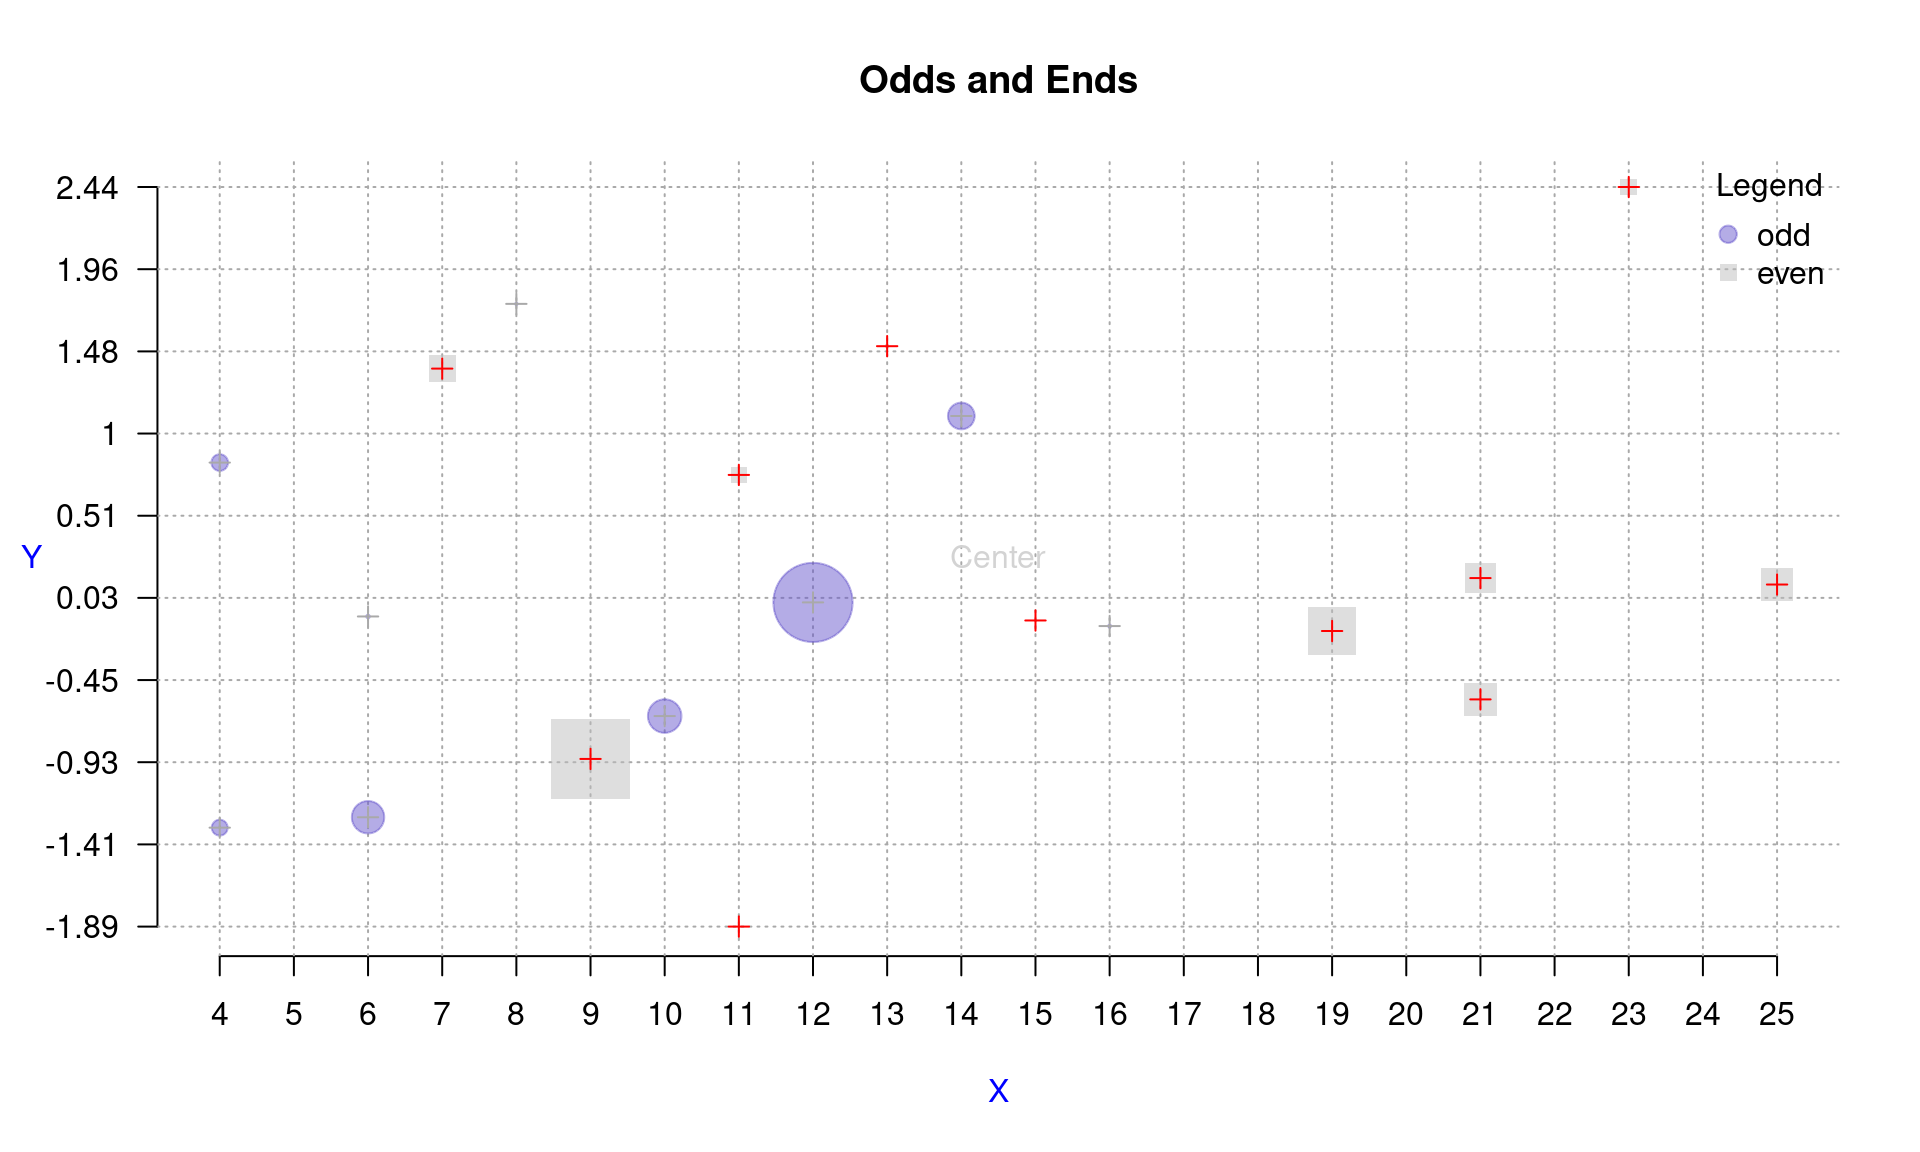 Odds and Ends
2.44
1.96
1.48
1
0.51
0.03
-0.45
-0.93
-1.41
-1.89
Y
Legend
odd
even
Center
4 5 6 7 8 9 10 11 12 13 14 15 16 17 18 19 20 21 22 23 24 25
X